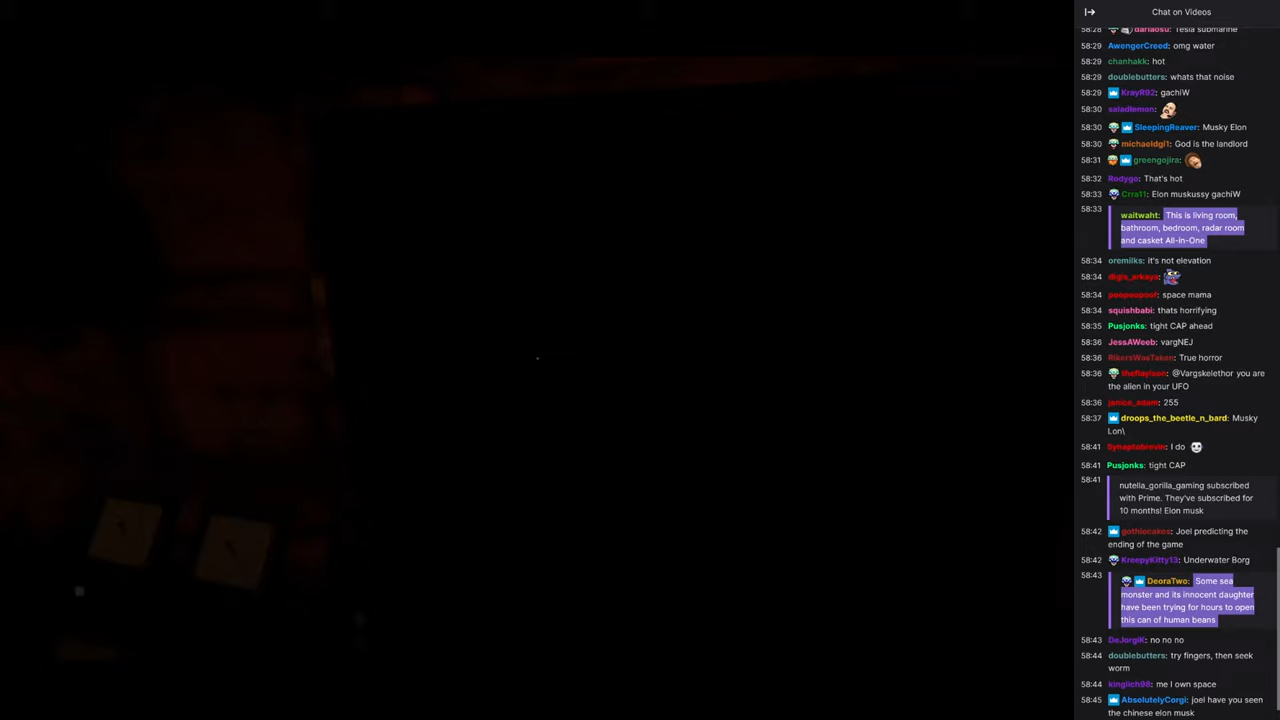 Chat on Videos
58:28 darlaosu: Tesla submarine
58:29 AwengerCreed: omg water
58:29 chanhakk: hot
58:29 doublebutters: whats that noise
58:29 KrayR92: gachiW
58:30 saladlemon:
58:30 SleepingReaver: Musky Elon
58:30 michaeldgi1: God is the landlord
58:31 greengojira:
58:32 Rodygo: That's hot
58:33 Crra11: Elon muskussy gachiW
58:33 waitwaht: This is living room,
bathroom, bedroom, radar room
and casket All-in-One
58:34 oremilks: it's not elevation
58:34 digis_arkaya:
58:34 poopoopoof: space mama
58:34 squishbabi: thats horrifying
58:35 Pusjonks: tight CAP ahead
58:36 JessAWeeb: vargNEJ
58:36 RikersWasTaken: True horror
58:36 theflaylson: @Vargskelethor you are
the alien in your UFO
58:36 janice_adam: 255
58:37 droops_the_beetle_n_bard: Musky
Lon\
58:41 Synaptobrevin: I do
58:41 Pusjonks: tight CAP
58:41 nutella_gorilla_gaming subscribed
with Prime. They've subscribed for
10 months! Elon musk
58:42 gothiccakes: Joel predicting the
ending of the game
58:42 KreepyKitty13: Underwater Borg
58:43 DeoraTwo: Some sea
monster and its innocent daughter
have been trying for hours to open
this can of human beans
58:43 DeJorgiK: no no no
58:44 doublebutters: try fingers, then seek
worm
58:44 kinglich98: me I own space
58:45 AbsolutelyCorgi: joel have you seen
the chinese elon musk